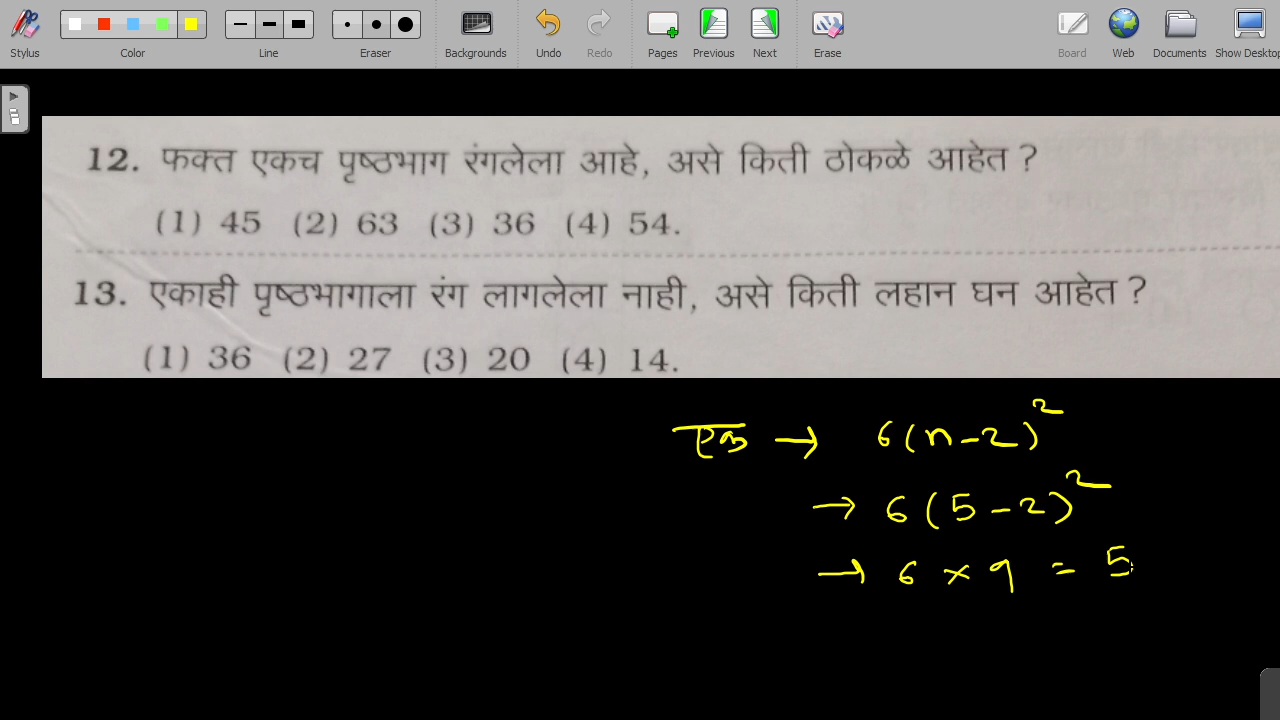 Stylus Color Line Eraser Backgrounds Undo Redo Pages Previous Next Erase Board Web Documents Show Desktop
12. फक्त एकच पृष्ठभाग रंगलेला आहे, असे किती ठोकळे आहेत ?
(1) 45 (2) 63 (3) 36 (4) 54.
13. एकाही पृष्ठभागाला रंग लागलेला नाही, असे किती लहान घन आहेत ?
(1) 36 (2) 27 (3) 20 (4) 14.
एक → 6(n-2)²
→ 6(5-2)²
→ 6 × 9 = 5